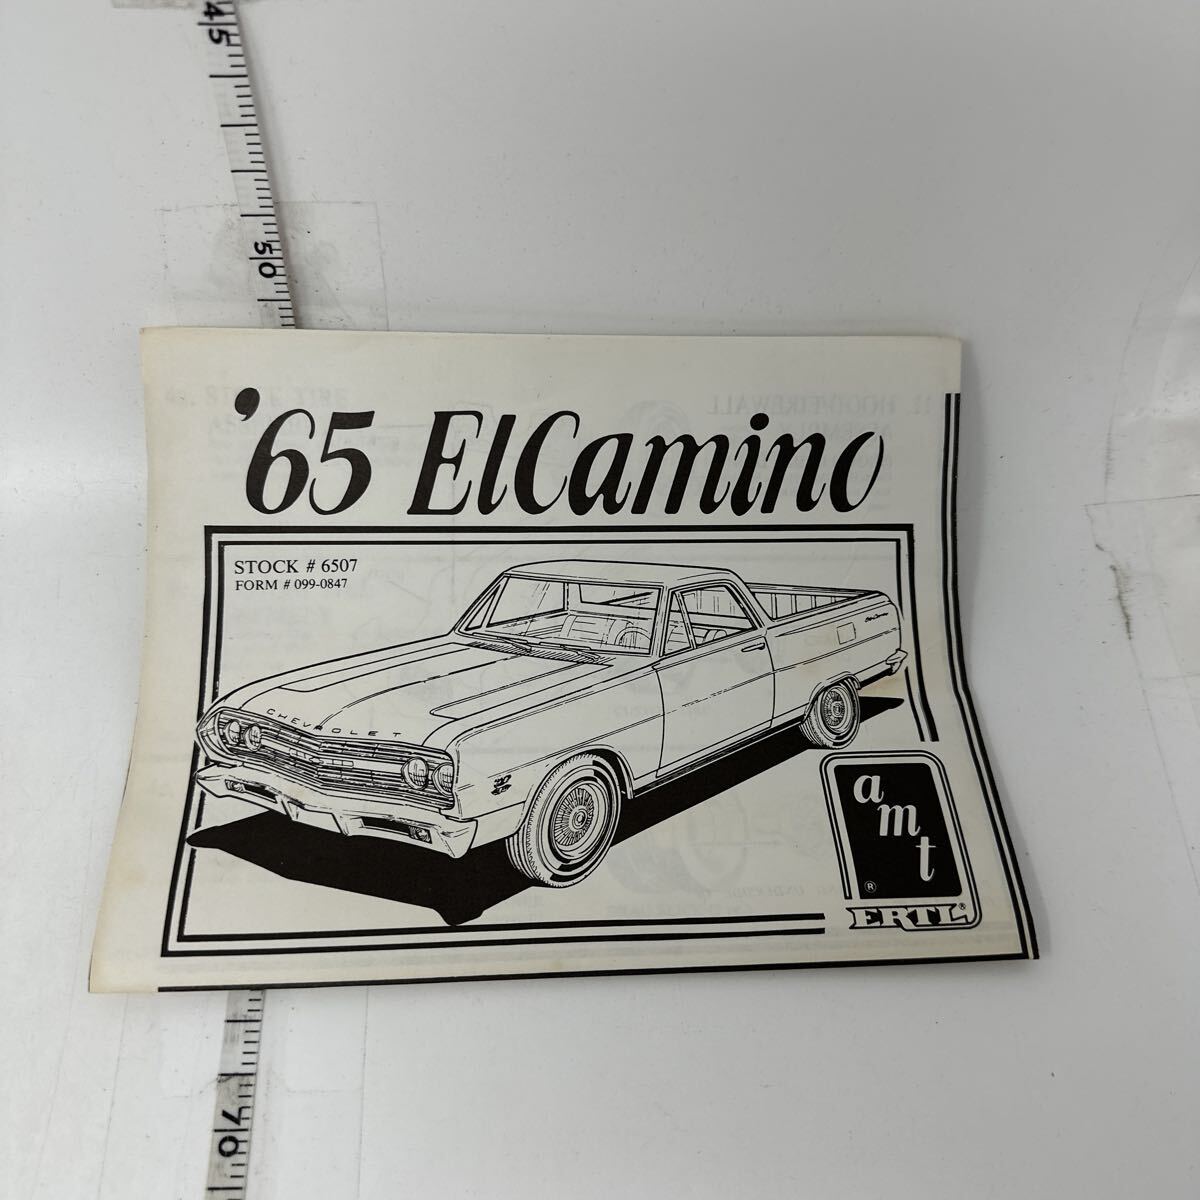 45
50
'65 ElCamino
STOCK # 6507
FORM # 099-0847
CHEVROLET
amt
®
ERTL®
70